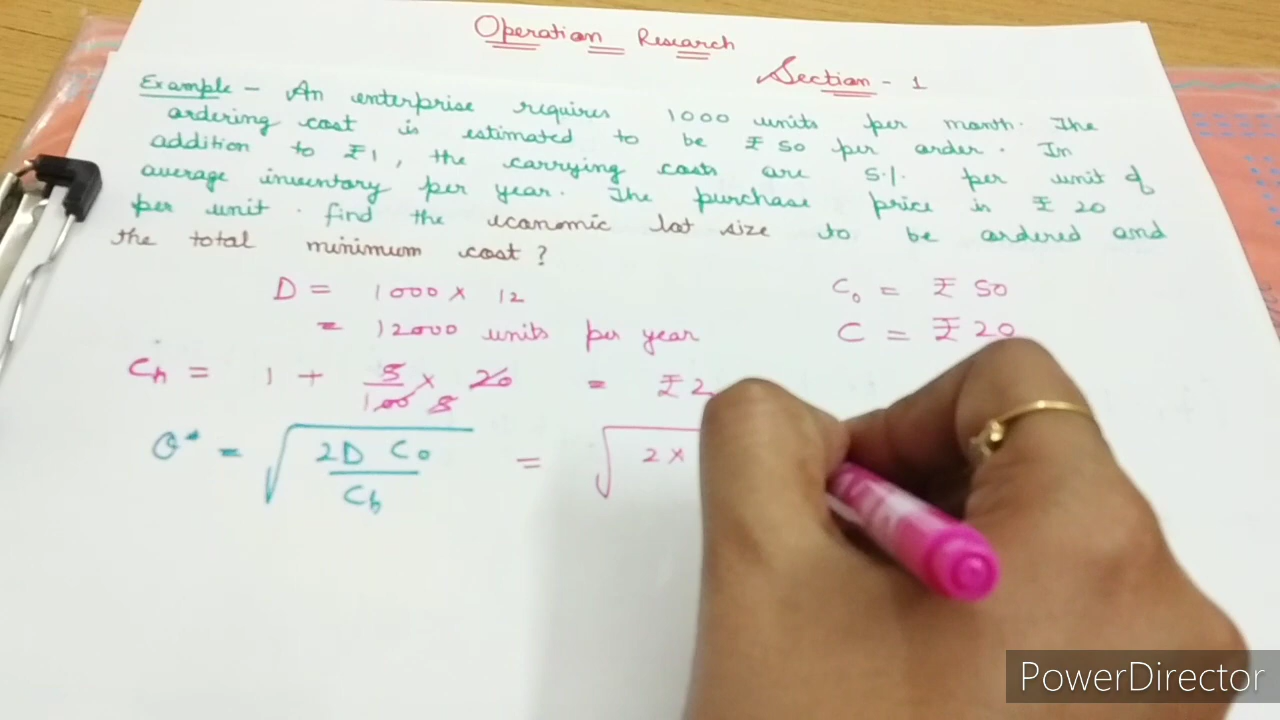 Operation Research
Section - 1
Example - An enterprise requires 1000 units per month. The
ordering cost is estimated to be ₹ 50 per order. In
addition to ₹1, the carrying costs are 5% per unit of
average inventory per year. The purchase price is ₹ 20
per unit. find the economic lot size to be ordered and
the total minimum cost?
D = 1000 × 12
C₀ = ₹ 50
= 12000 units per year
C = ₹ 20
Ch = 1 + 5/100 × 20 = ₹ 2
Q* = √2D C₀/Ch = √2 ×
PowerDirector